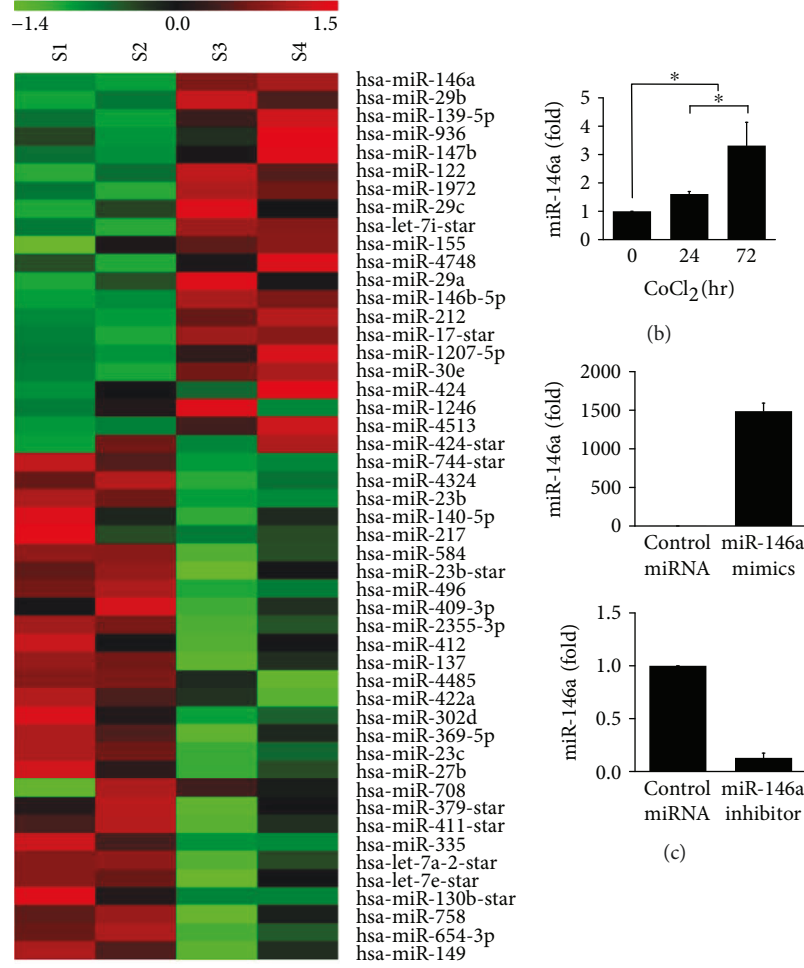 −1.4 0.0 1.5
S1 S2 S3 S4
hsa-miR-146a
hsa-miR-29b
hsa-miR-139-5p
hsa-miR-936
hsa-miR-147b
hsa-miR-122
hsa-miR-1972
hsa-miR-29c
hsa-let-7i-star
hsa-miR-155
hsa-miR-4748
hsa-miR-29a
hsa-miR-146b-5p
hsa-miR-212
hsa-miR-17-star
hsa-miR-1207-5p
hsa-miR-30e
hsa-miR-424
hsa-miR-1246
hsa-miR-4513
hsa-miR-424-star
hsa-miR-744-star
hsa-miR-4324
hsa-miR-23b
hsa-miR-140-5p
hsa-miR-217
hsa-miR-584
hsa-miR-23b-star
hsa-miR-496
hsa-miR-409-3p
hsa-miR-2355-3p
hsa-miR-412
hsa-miR-137
hsa-miR-4485
hsa-miR-422a
hsa-miR-302d
hsa-miR-369-5p
hsa-miR-23c
hsa-miR-27b
hsa-miR-708
hsa-miR-379-star
hsa-miR-411-star
hsa-miR-335
hsa-let-7a-2-star
hsa-let-7e-star
hsa-miR-130b-star
hsa-miR-758
hsa-miR-654-3p
hsa-miR-149
*
*
miR-146a (fold)
5
4
3
2
1
0
0 24 72
CoCl2 (hr)
(b)
miR-146a (fold)
2000
1500
1000
500
0
Control miR-146a
miRNA mimics
miR-146a (fold)
1.5
1.0
0.5
0.0
Control miR-146a
miRNA inhibitor
(c)